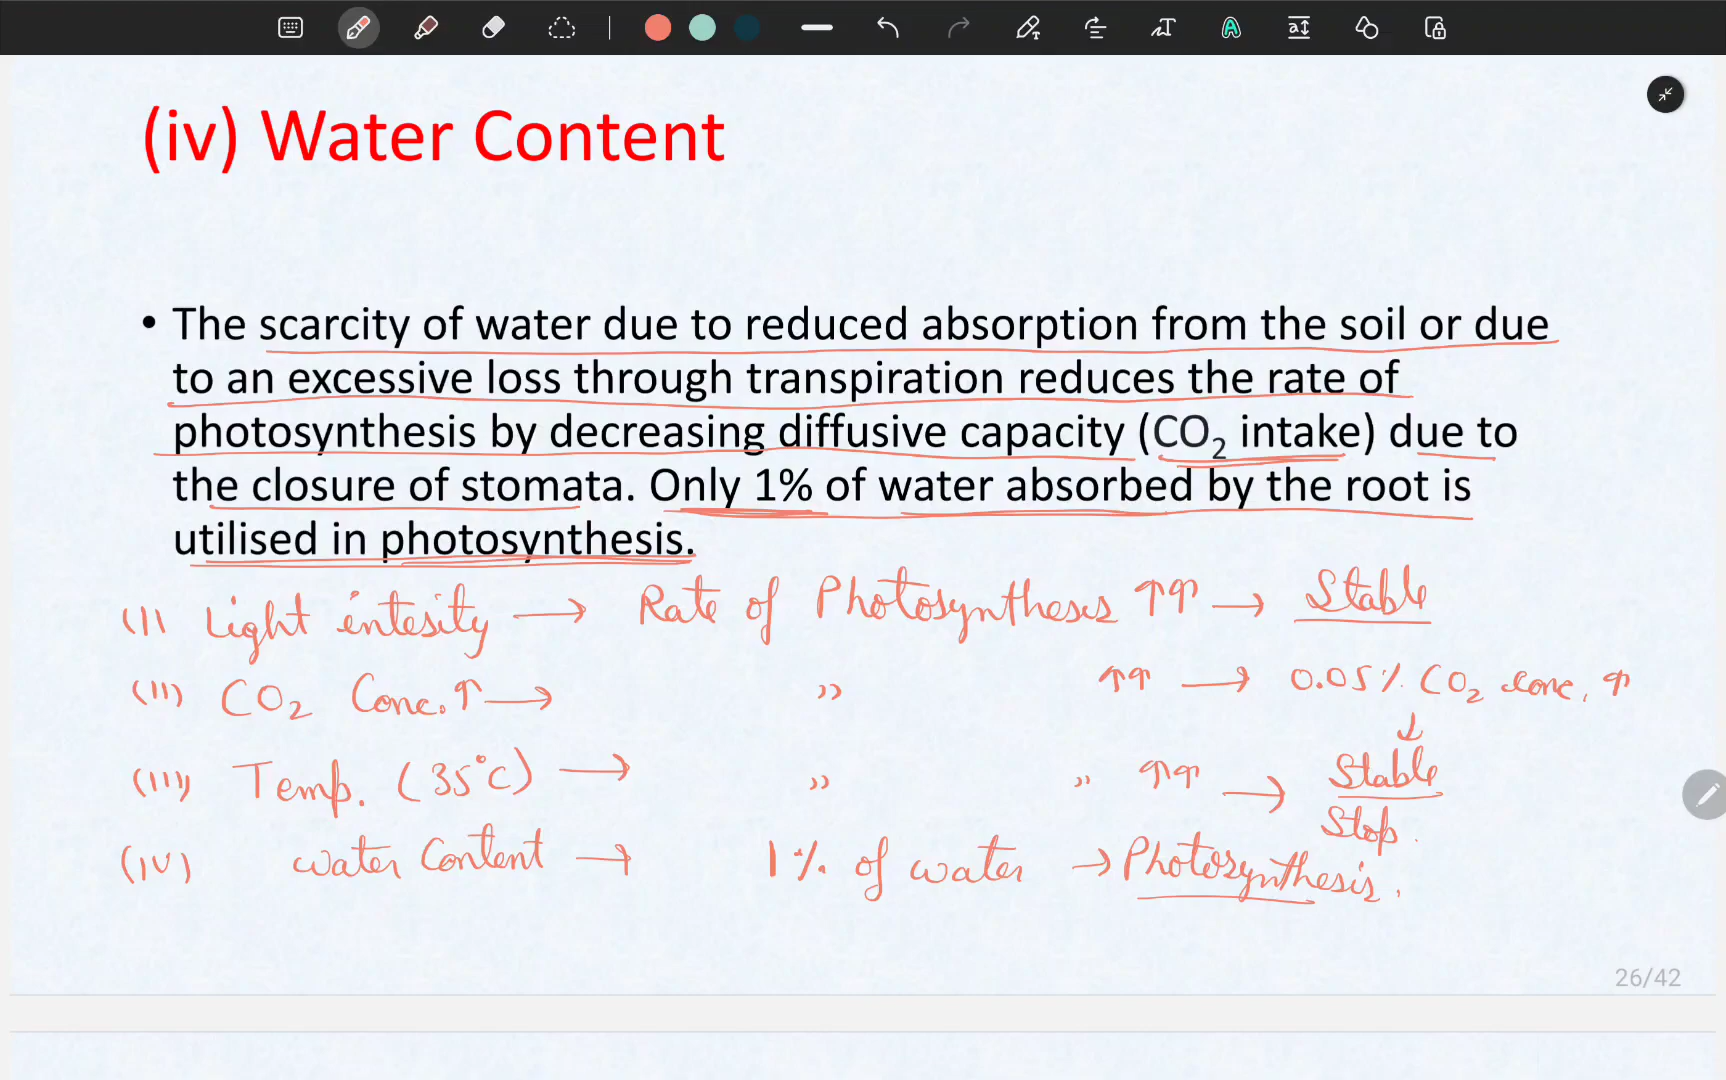 (iv) Water Content
• The scarcity of water due to reduced absorption from the soil or due
to an excessive loss through transpiration reduces the rate of
photosynthesis by decreasing diffusive capacity (CO₂ intake) due to
the closure of stomata. Only 1% of water absorbed by the root is
utilised in photosynthesis.
(I) Light intesity → Rate of Photosynthesis ↑↑ → Stable
(II) CO₂ Conc. ↑ → " ↑↑ → 0.05% CO₂ conc. ↑
↓
(III) Temp. (35°C) → " " ↑↑ → Stable
Stop.
(IV) water Content → 1% of water → Photosynthesis.
26/42